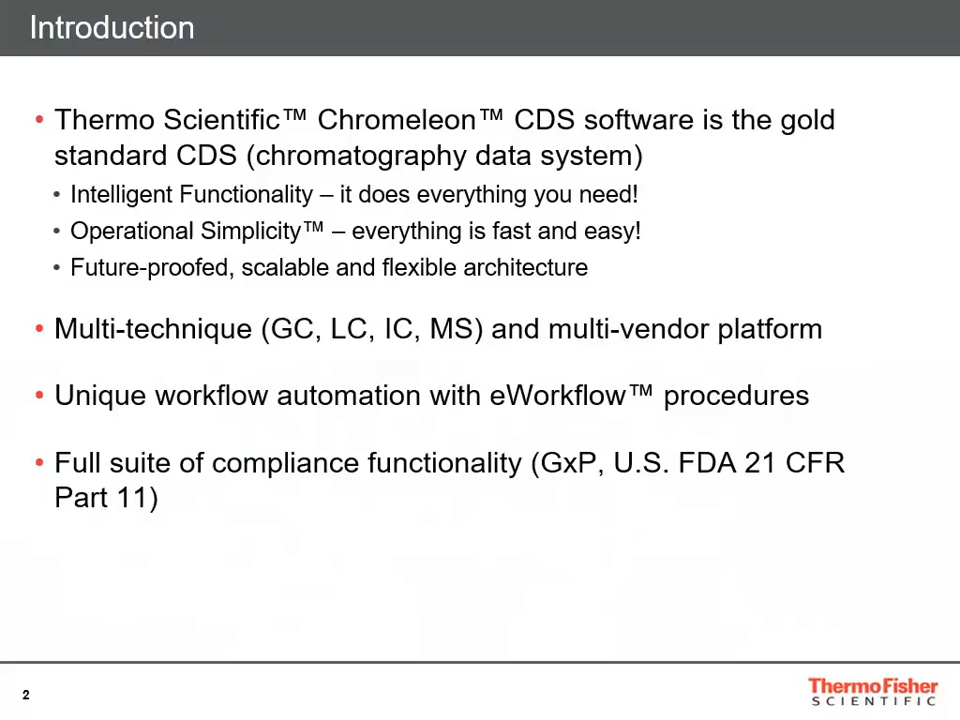 Introduction
• Thermo Scientific™ Chromeleon™ CDS software is the gold
standard CDS (chromatography data system)
• Intelligent Functionality – it does everything you need!
• Operational Simplicity™ – everything is fast and easy!
• Future-proofed, scalable and flexible architecture
• Multi-technique (GC, LC, IC, MS) and multi-vendor platform
• Unique workflow automation with eWorkflow™ procedures
• Full suite of compliance functionality (GxP, U.S. FDA 21 CFR
Part 11)
2
ThermoFisher
SCIENTIFIC